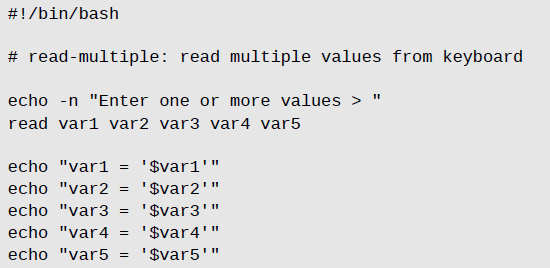 #!/bin/bash
# read-multiple: read multiple values from keyboard
echo -n "Enter one or more values > "
read var1 var2 var3 var4 var5
echo "var1 = '$var1'"
echo "var2 = '$var2'"
echo "var3 = '$var3'"
echo "var4 = '$var4'"
echo "var5 = '$var5'"